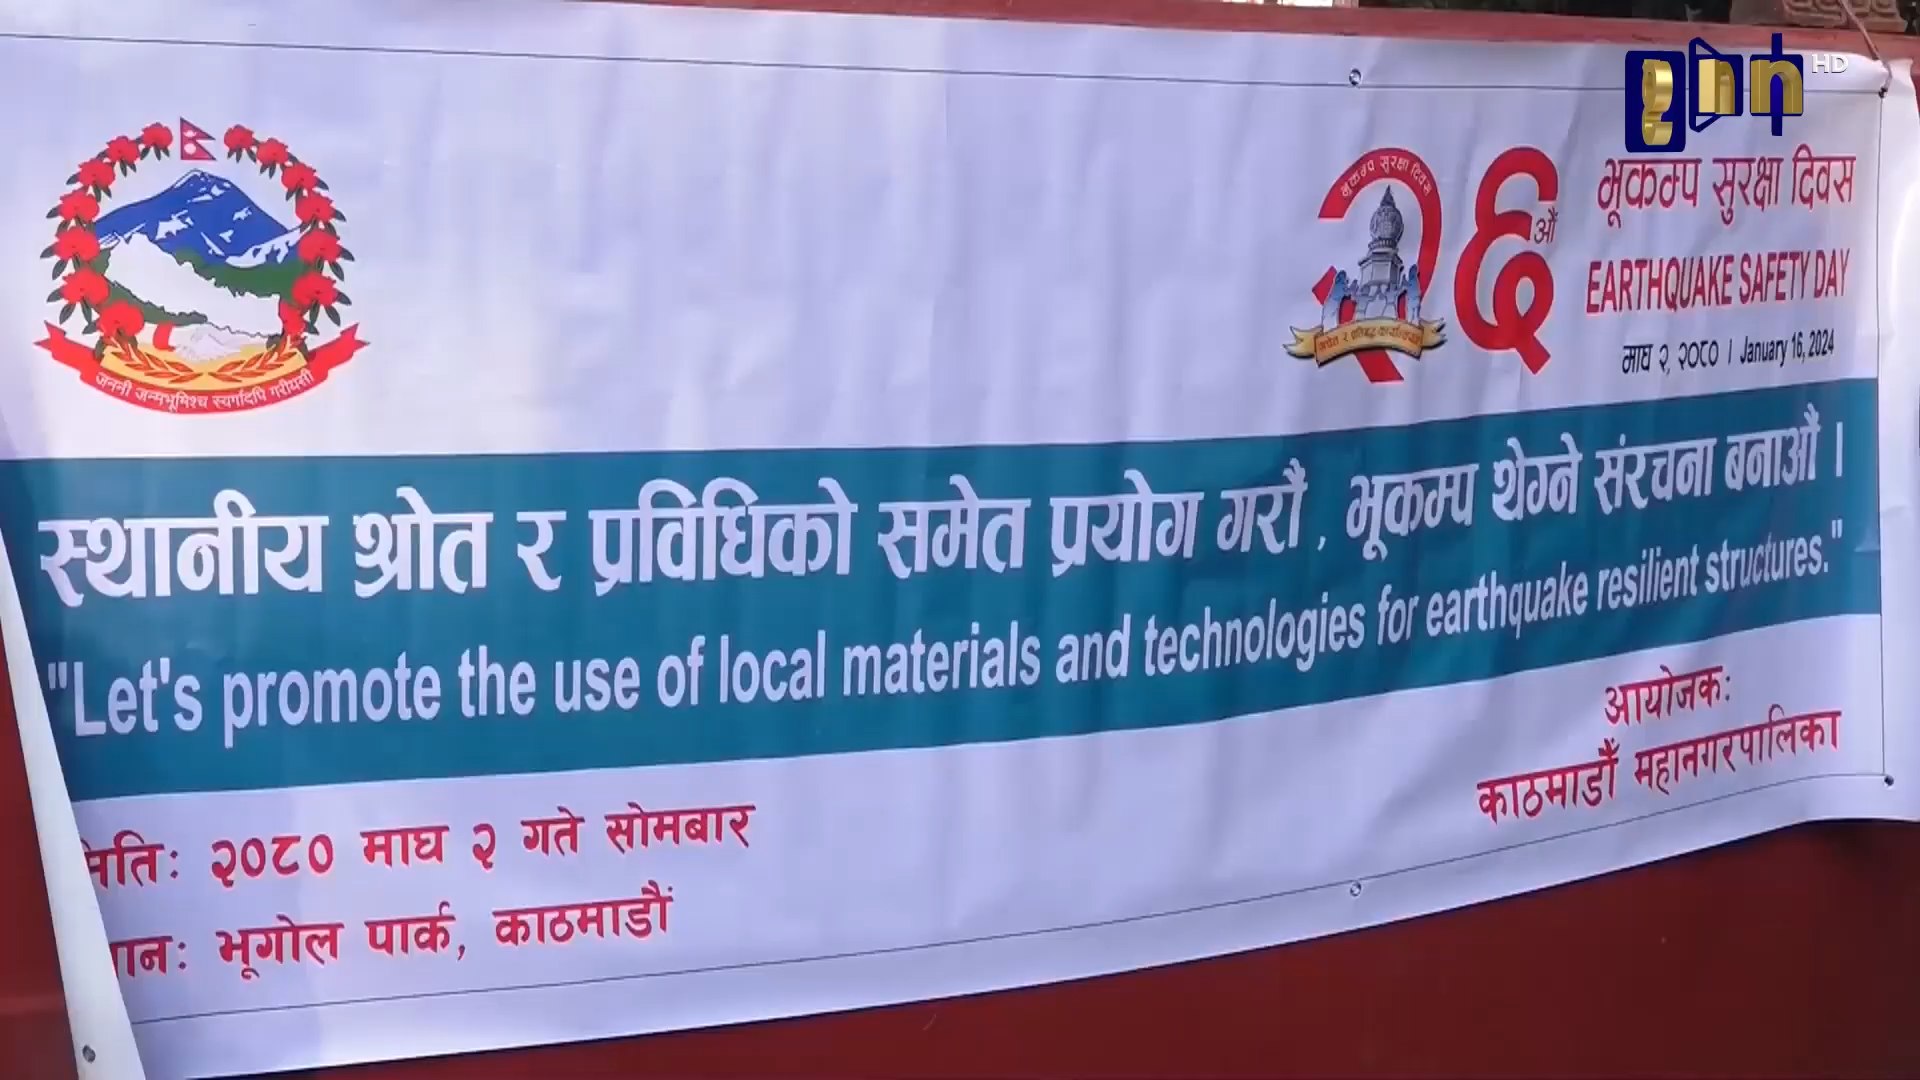 gnn HD
भूकम्प सुरक्षा दिवस
२६ औं
भूकम्प सुरक्षा दिवस
EARTHQUAKE SAFETY DAY
माघ २, २०८० । January 16, 2024
जननी जन्मभूमिश्च स्वर्गादपि गरीयसी
स्थानीय श्रोत र प्रविधिको समेत प्रयोग गरौं , भूकम्प थेग्ने संरचना बनाऔं ।
"Let's promote the use of local materials and technologies for earthquake resilient structures."
आयोजकः
काठमाडौँ महानगरपालिका
मितिः २०८० माघ २ गते सोमबार
भूगोल पार्क, काठमाडौं